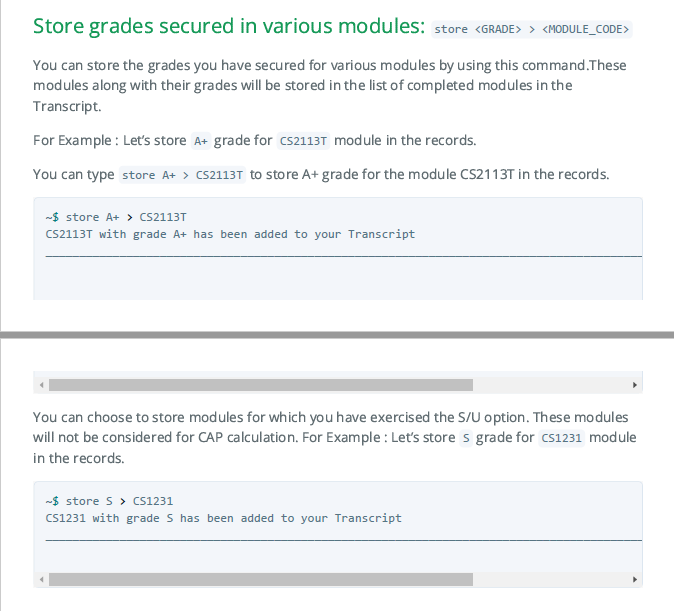 Store grades secured in various modules: store <GRADE> > <MODULE_CODE>
You can store the grades you have secured for various modules by using this command.These
modules along with their grades will be stored in the list of completed modules in the
Transcript.
For Example : Let's store A+ grade for CS2113T module in the records.
You can type store A+ > CS2113T to store A+ grade for the module CS2113T in the records.
~$ store A+ > CS2113T
CS2113T with grade A+ has been added to your Transcript
You can choose to store modules for which you have exercised the S/U option. These modules
will not be considered for CAP calculation. For Example : Let's store S grade for CS1231 module
in the records.
~$ store S > CS1231
CS1231 with grade S has been added to your Transcript